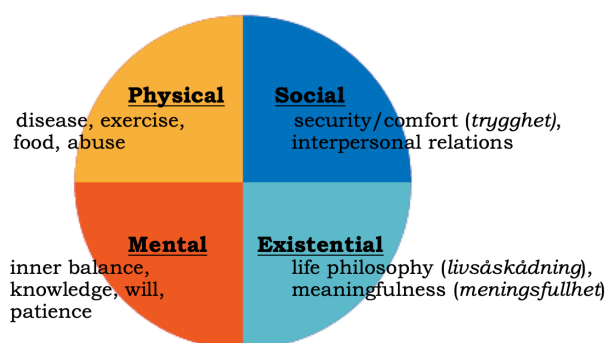 Physical
disease, exercise,
food, abuse
Social
security/comfort (trygghet),
interpersonal relations
Mental
inner balance,
knowledge, will,
patience
Existential
life philosophy (livsåskådning),
meaningfulness (meningsfullhet)